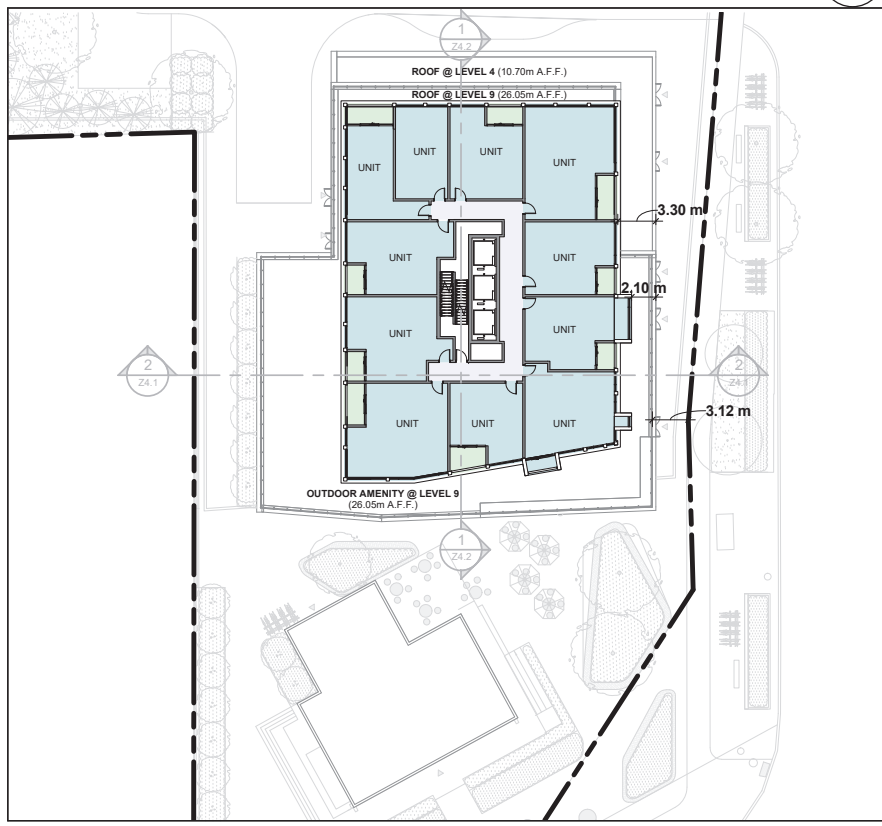 1
Z4.2
ROOF @ LEVEL 4 (10.70m A.F.F.)
ROOF @ LEVEL 9 (26.05m A.F.F.)
UNIT
UNIT
UNIT
UNIT
3.30 m
UNIT
UNIT
2.10 m
UNIT
UNIT
2
Z4.1
2
Z4.1
3.12 m
UNIT
UNIT
UNIT
OUTDOOR AMENITY @ LEVEL 9
(26.05m A.F.F.)
1
Z4.2